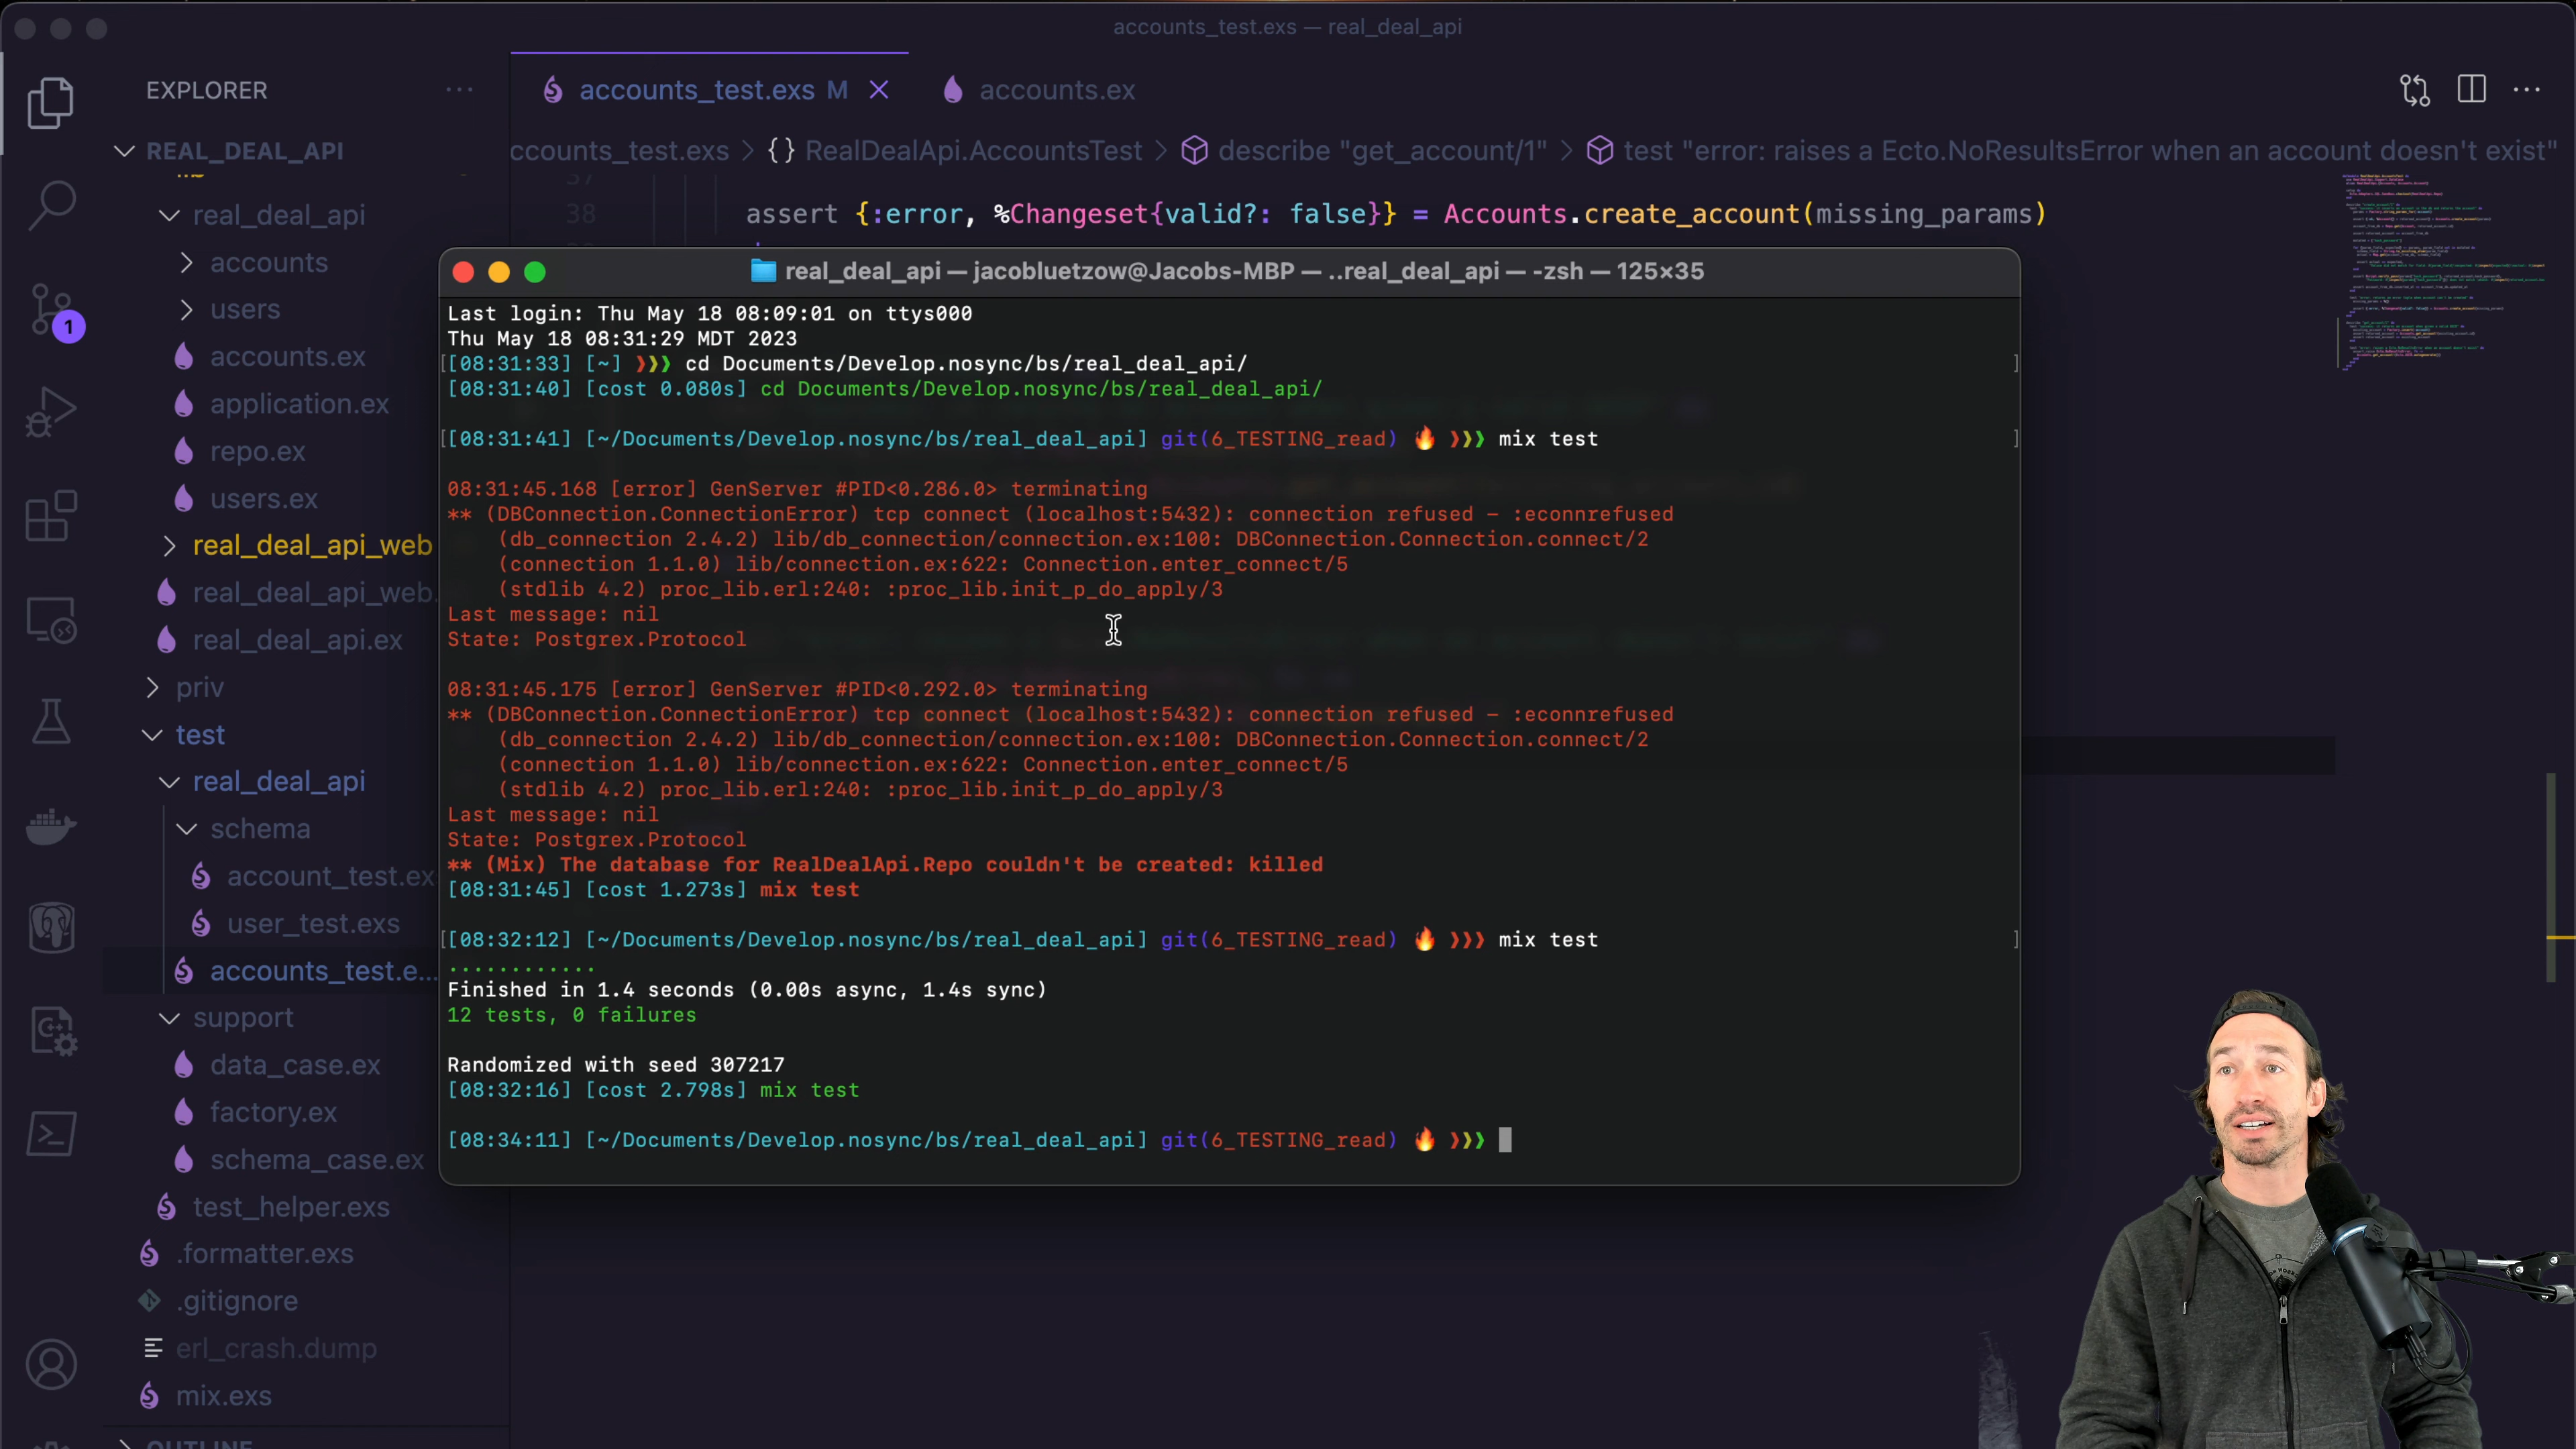 accounts_test.exs — real_deal_api
EXPLORER
accounts_test.exs M
accounts.ex
REAL_DEAL_API
ccounts_test.exs > {} RealDealApi.AccountsTest > describe "get_account/1" > test "error: raises a Ecto.NoResultsError when an account doesn't exist"
37
38 assert {:error, %Changeset{valid?: false}} = Accounts.create_account(missing_params)
lib
real_deal_api
accounts
users
accounts.ex
application.ex
repo.ex
users.ex
real_deal_api_web
real_deal_api_web.
real_deal_api.ex
priv
test
real_deal_api
schema
account_test.ex
user_test.exs
accounts_test.e...
support
data_case.ex
factory.ex
schema_case.ex
test_helper.exs
.formatter.exs
.gitignore
erl_crash.dump
mix.exs
OUTLINE
1
real_deal_api — jacobluetzow@Jacobs-MBP — ..real_deal_api — -zsh — 125×35
Last login: Thu May 18 08:09:01 on ttys000
Thu May 18 08:31:29 MDT 2023
[[08:31:33] [~] ❯❯❯ cd Documents/Develop.nosync/bs/real_deal_api/ ]
[08:31:40] [cost 0.080s] cd Documents/Develop.nosync/bs/real_deal_api/
[[08:31:41] [~/Documents/Develop.nosync/bs/real_deal_api] git(6_TESTING_read) 🔥 ❯❯❯ mix test ]
08:31:45.168 [error] GenServer #PID<0.286.0> terminating
** (DBConnection.ConnectionError) tcp connect (localhost:5432): connection refused - :econnrefused
(db_connection 2.4.2) lib/db_connection/connection.ex:100: DBConnection.Connection.connect/2
(connection 1.1.0) lib/connection.ex:622: Connection.enter_connect/5
(stdlib 4.2) proc_lib.erl:240: :proc_lib.init_p_do_apply/3
Last message: nil
State: Postgrex.Protocol
08:31:45.175 [error] GenServer #PID<0.292.0> terminating
** (DBConnection.ConnectionError) tcp connect (localhost:5432): connection refused - :econnrefused
(db_connection 2.4.2) lib/db_connection/connection.ex:100: DBConnection.Connection.connect/2
(connection 1.1.0) lib/connection.ex:622: Connection.enter_connect/5
(stdlib 4.2) proc_lib.erl:240: :proc_lib.init_p_do_apply/3
Last message: nil
State: Postgrex.Protocol
** (Mix) The database for RealDealApi.Repo couldn't be created: killed
[08:31:45] [cost 1.273s] mix test
[[08:32:12] [~/Documents/Develop.nosync/bs/real_deal_api] git(6_TESTING_read) 🔥 ❯❯❯ mix test ]
............
Finished in 1.4 seconds (0.00s async, 1.4s sync)
12 tests, 0 failures
Randomized with seed 307217
[08:32:16] [cost 2.798s] mix test
[08:34:11] [~/Documents/Develop.nosync/bs/real_deal_api] git(6_TESTING_read) 🔥 ❯❯❯